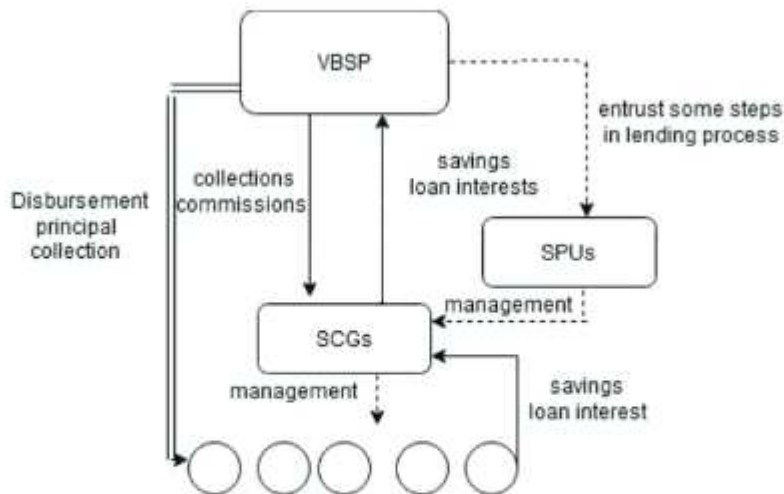 VBSP
entrust some steps
in lending process
savings
loan interests
collections
commissions
Disbursement
principal
collection
SPUs
management
SCGs
management
savings
loan interest